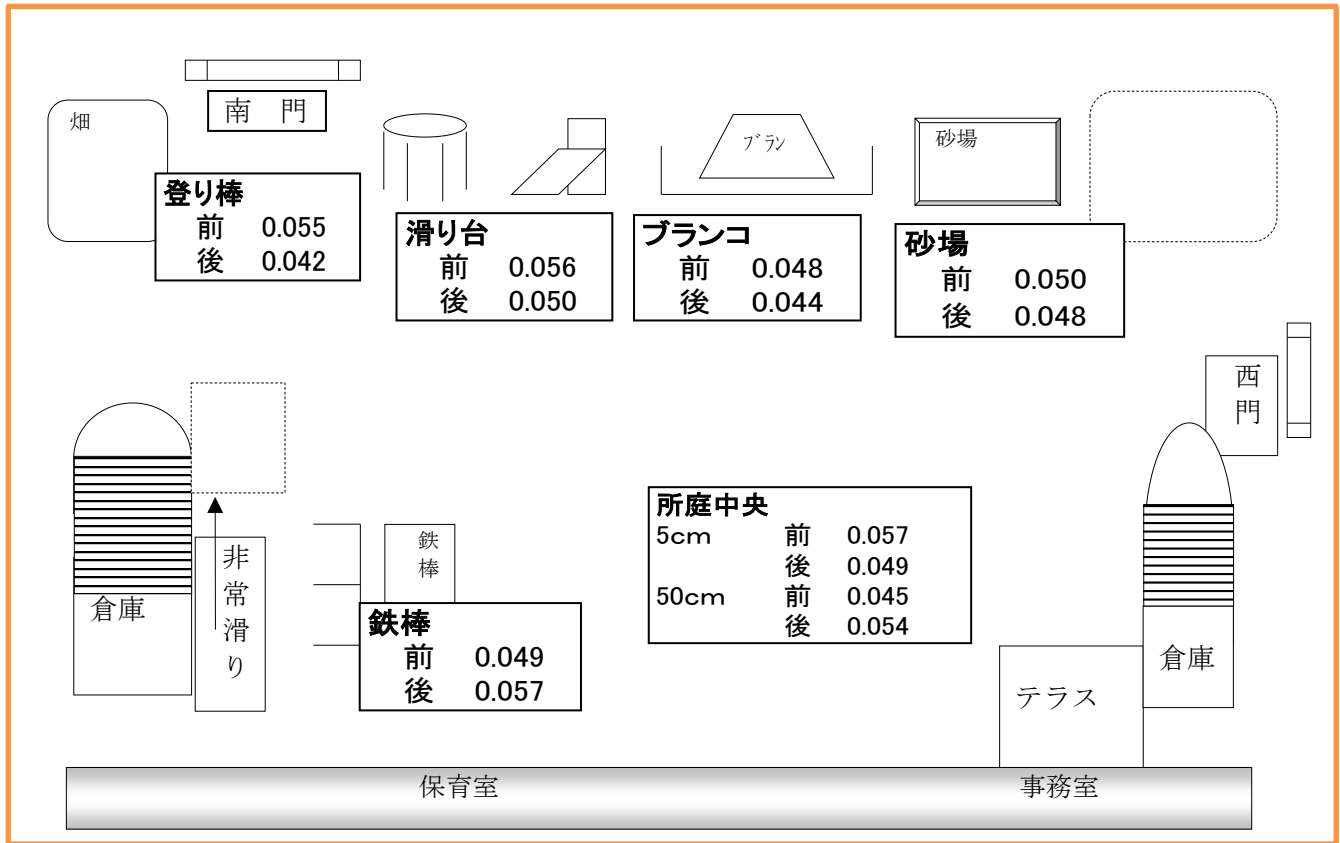 畑
南 門
ブラン
砂場
登り棒
前 0.055
後 0.042
滑り台
前 0.056
後 0.050
ブランコ
前 0.048
後 0.044
砂場
前 0.050
後 0.048
西門
非常滑り
倉庫
鉄棒
鉄棒
前 0.049
後 0.057
所庭中央
5cm 前 0.057
後 0.049
50cm 前 0.045
後 0.054
倉庫
テラス
保育室
事務室